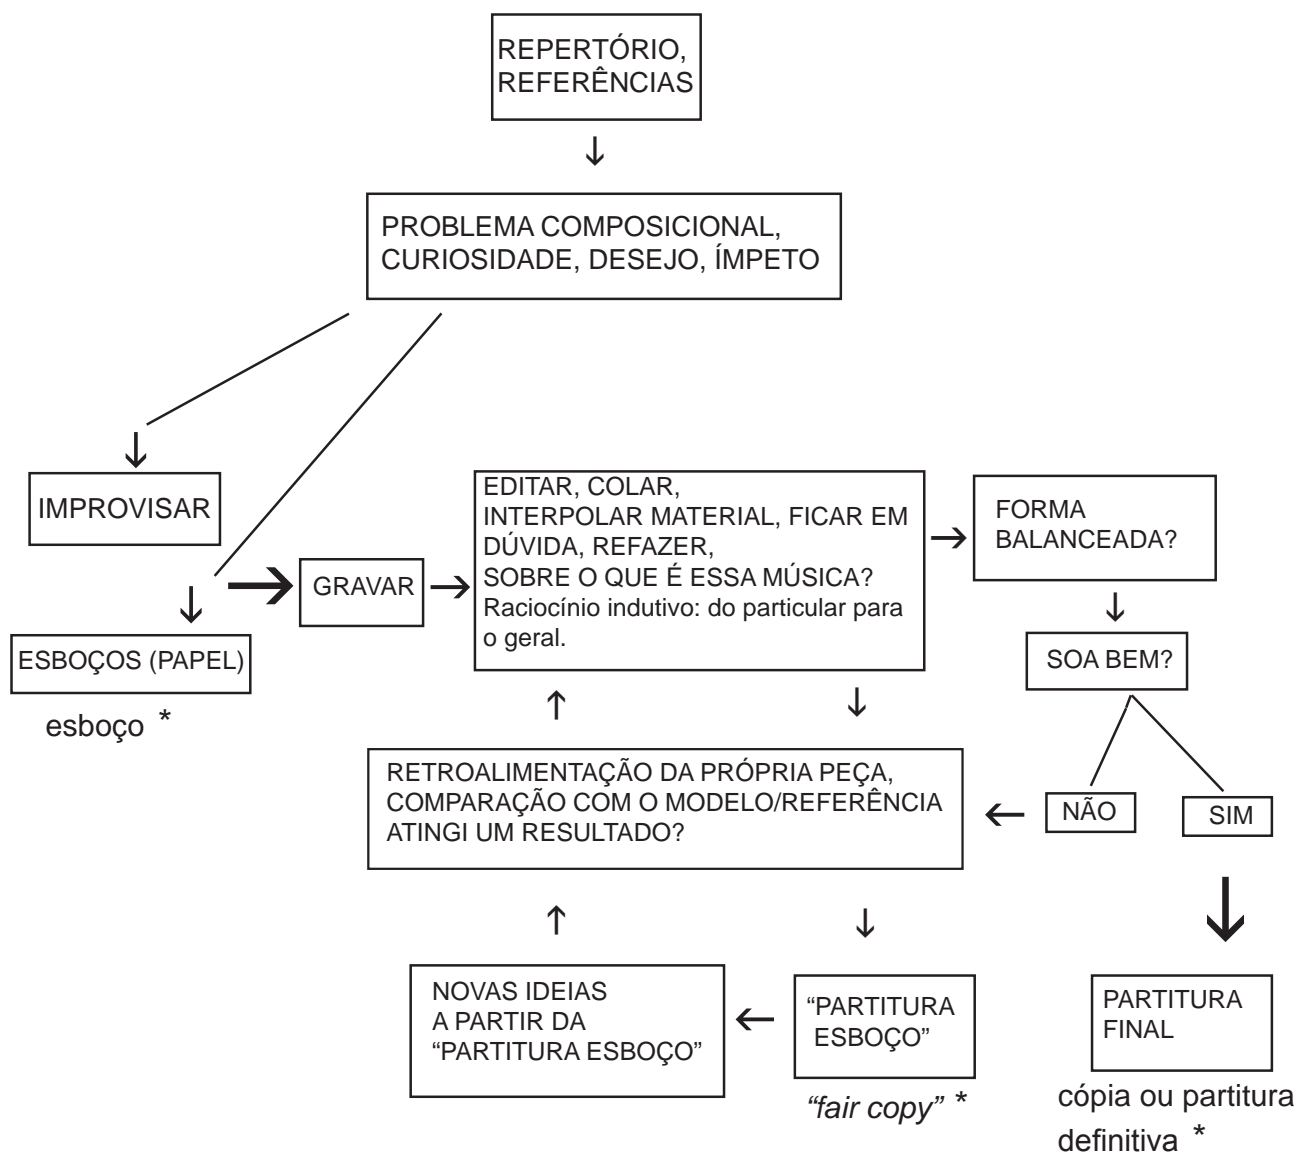 REPERTÓRIO,
REFERÊNCIAS
PROBLEMA COMPOSICIONAL,
CURIOSIDADE, DESEJO, ÍMPETO
IMPROVISAR
ESBOÇOS (PAPEL)
esboço *
GRAVAR
EDITAR, COLAR,
INTERPOLAR MATERIAL, FICAR EM
DÚVIDA, REFAZER,
SOBRE O QUE É ESSA MÚSICA?
Raciocínio indutivo: do particular para
o geral.
FORMA
BALANCEADA?
SOA BEM?
NÃO
SIM
RETROALIMENTAÇÃO DA PRÓPRIA PEÇA,
COMPARAÇÃO COM O MODELO/REFERÊNCIA
ATINGI UM RESULTADO?
NOVAS IDEIAS
A PARTIR DA
“PARTITURA ESBOÇO”
“PARTITURA
ESBOÇO”
“fair copy” *
PARTITURA
FINAL
cópia ou partitura
definitiva *